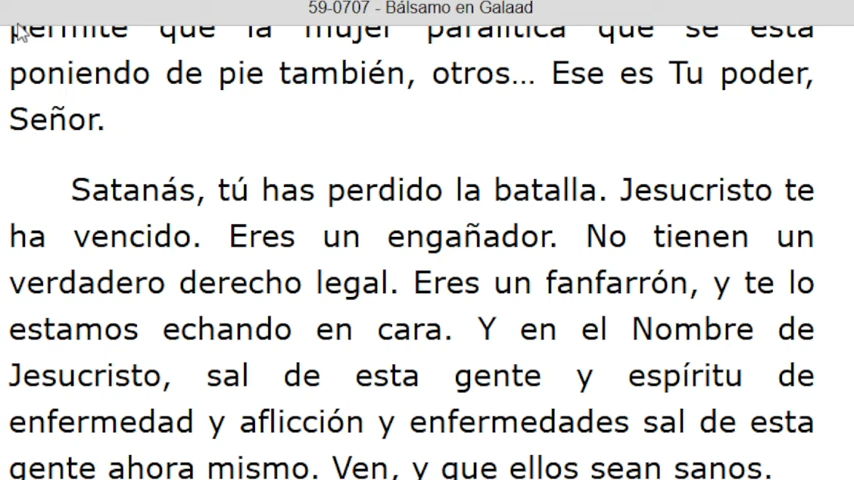 59-0707 - Bálsamo en Galaad
permite que la mujer paralítica que se está
poniendo de pie también, otros... Ese es Tu poder,
Señor.
Satanás, tú has perdido la batalla. Jesucristo te
ha vencido. Eres un engañador. No tienen un
verdadero derecho legal. Eres un fanfarrón, y te lo
estamos echando en cara. Y en el Nombre de
Jesucristo, sal de esta gente y espíritu de
enfermedad y aflicción y enfermedades sal de esta
gente ahora mismo. Ven, y que ellos sean sanos.